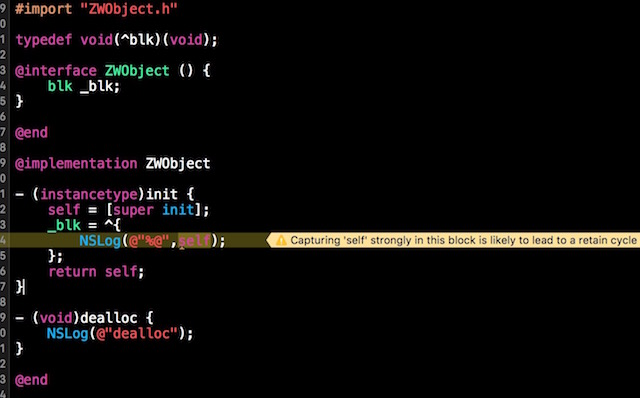 9 #import "ZWObject.h"
0
1 typedef void(^blk)(void);
2
3 @interface ZWObject () {
4     blk _blk;
5 }
6
7 @end
8
9 @implementation ZWObject
0
1 - (instancetype)init {
2     self = [super init];
3     _blk = ^{
4         NSLog(@"%@",self); Capturing 'self' strongly in this block is likely to lead to a retain cycle
5     };
6     return self;
7 }
8
9 - (void)dealloc {
0     NSLog(@"dealloc");
1 }
2
3 @end
4